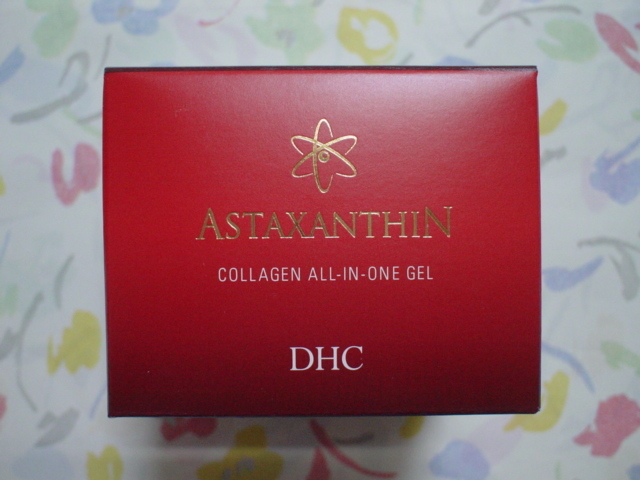 ASTAXANTHIN
COLLAGEN ALL-IN-ONE GEL
DHC